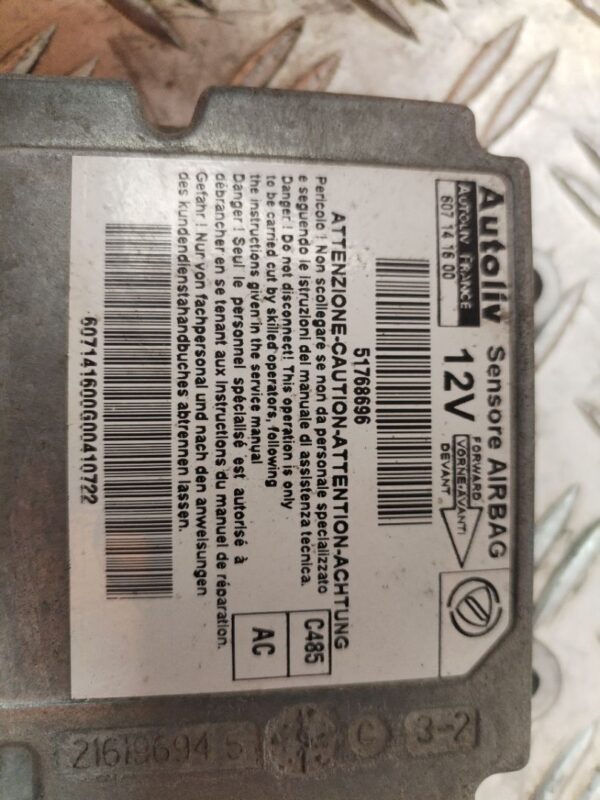 Autoliv Sensore AIRBAG
AUTOLIV FRANCE
607 14 16 00
12V
FORWARD
VORNE-AVANTI
DEVANT
51768696
ATTENZIONE-CAUTION-ATTENTION-ACHTUNG
Pericolo ! Non scollegare se non da personale specializzato
e seguendo le istruzioni del manuale di assistenza tecnica.
Danger ! Do not disconnect! This operation is only
to be carried out by skilled operators, following
the instructions given in the service manual
Danger ! Seul le personnel spécialisé est autorisé à
débrancher en se tenant aux instructions du manuel de réparation.
Gefahr ! Nur von fachpersonal und nach den anweisungen
des kundendienstahandbuches abtrennen lassen.
C485
AC
607141600G00410722
21619694 5
C
3-2